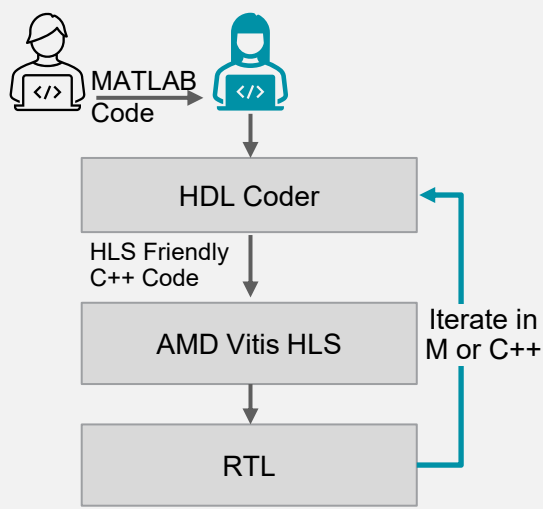 </>
MATLAB
Code
</>
HDL Coder
HLS Friendly
C++ Code
AMD Vitis HLS
Iterate in
M or C++
RTL